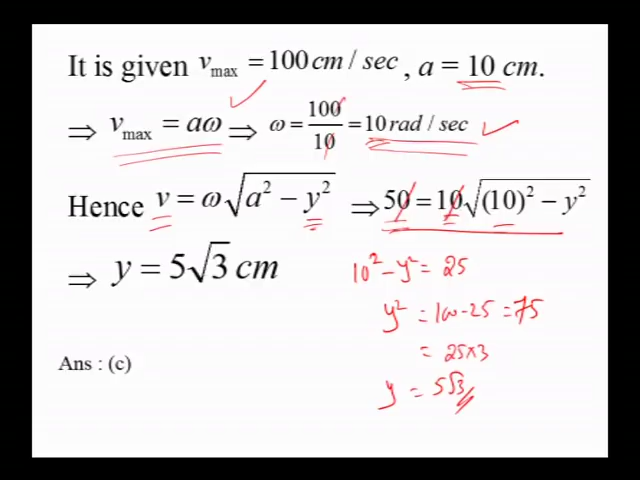 It is given v_max = 100 cm / sec , a = 10 cm.
⇒ v_max = aω ⇒ ω = 100/10 = 10 rad / sec
Hence v = ω√(a² − y²) ⇒ 50 = 10√((10)² − y²)
⇒ y = 5√3 cm
10² − y² = 25
y² = 100 − 25 = 75
= 25×3
y = 5√3
Ans : (c)